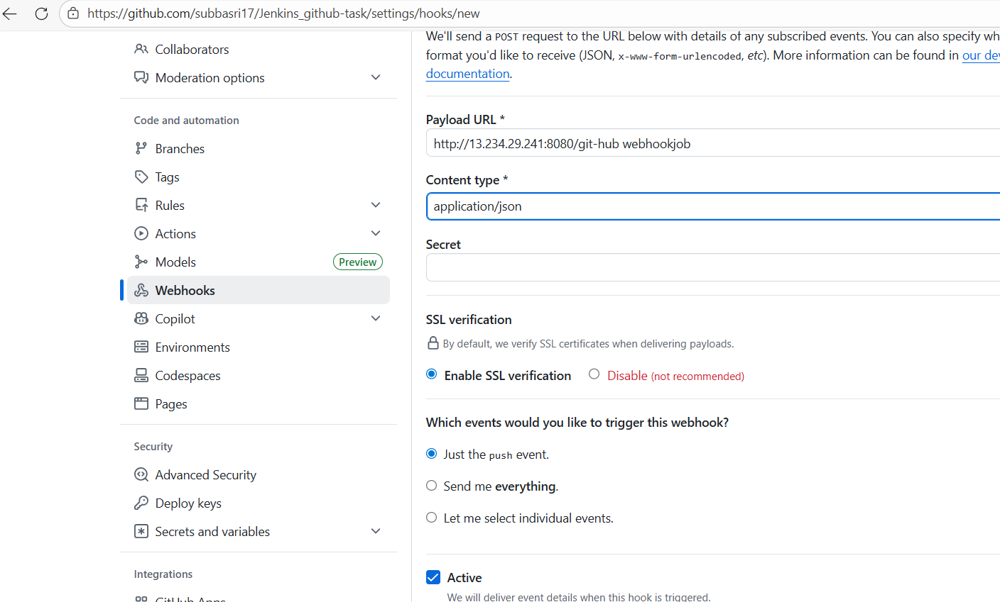 https://github.com/subbasri17/Jenkins_github-task/settings/hooks/new
Collaborators
Moderation options
Code and automation
Branches
Tags
Rules
Actions
Models
Preview
Webhooks
Copilot
Environments
Codespaces
Pages
Security
Advanced Security
Deploy keys
Secrets and variables
Integrations
GitHub Apps
We'll send a POST request to the URL below with details of any subscribed events. You can also specify wh
format you'd like to receive (JSON, x-www-form-urlencoded, etc). More information can be found in our dev
documentation.
Payload URL *
http://13.234.29.241:8080/git-hub webhookjob
Content type *
application/json
Secret
SSL verification
By default, we verify SSL certificates when delivering payloads.
Enable SSL verification
Disable (not recommended)
Which events would you like to trigger this webhook?
Just the push event.
Send me everything.
Let me select individual events.
Active
We will deliver event details when this hook is triggered.